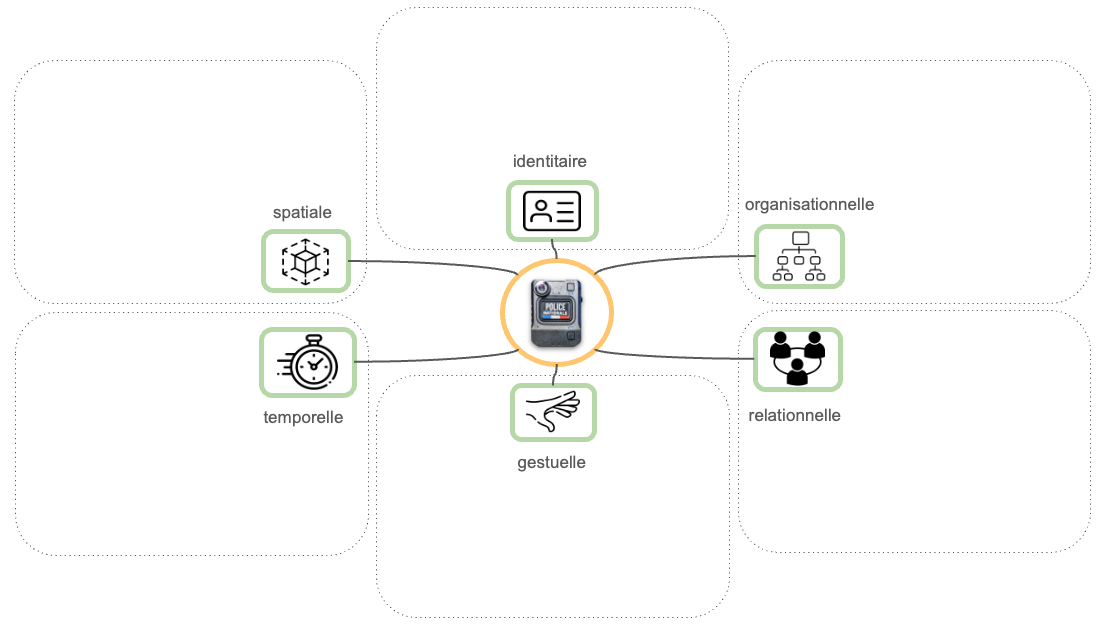 identitaire
spatiale
organisationnelle
POLICE
NATIONALE
temporelle
relationnelle
gestuelle